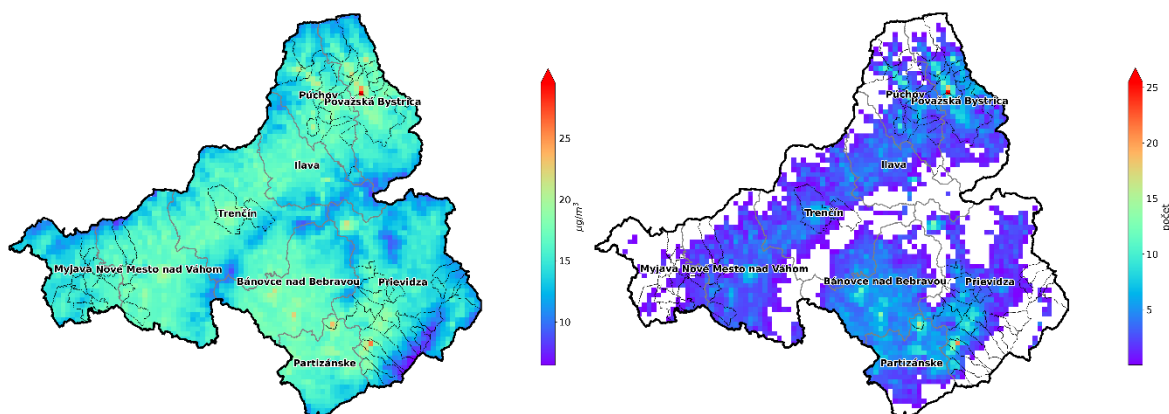 Púchov
Považská Bystrica
Ilava
Trenčín
Myjava Nové Mesto nad Váhom
Bánovce nad Bebravou
Prievidza
Partizánske
25
20
15
10
µg/m³
Púchov
Považská Bystrica
Ilava
Trenčín
Myjava Nové Mesto nad Váhom
Bánovce nad Bebravou
Prievidza
Partizánske
25
20
15
10
5
počet